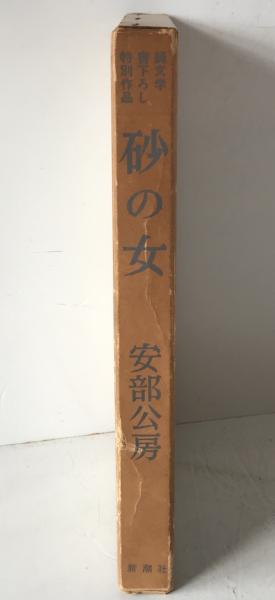 純文学
書下ろし
特別作品
砂の女
安部公房
新潮社